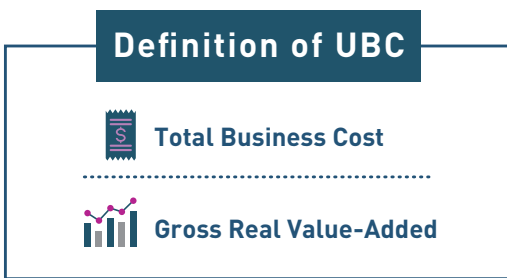 Definition of UBC
$
Total Business Cost
Gross Real Value-Added